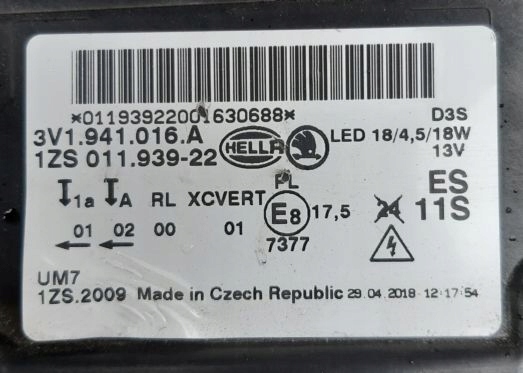 *01193922001630688*
D3S
3V1.941.016.A
HELLA
LED 18/4,5/18W
1ZS 011.939-22
13V
1a A RL XCVERT PL ES
E8 17,5 24 11S
01 02 00 01 7377
UM7
1ZS.2009 Made in Czech Republic 29.04.2018 12:17:54